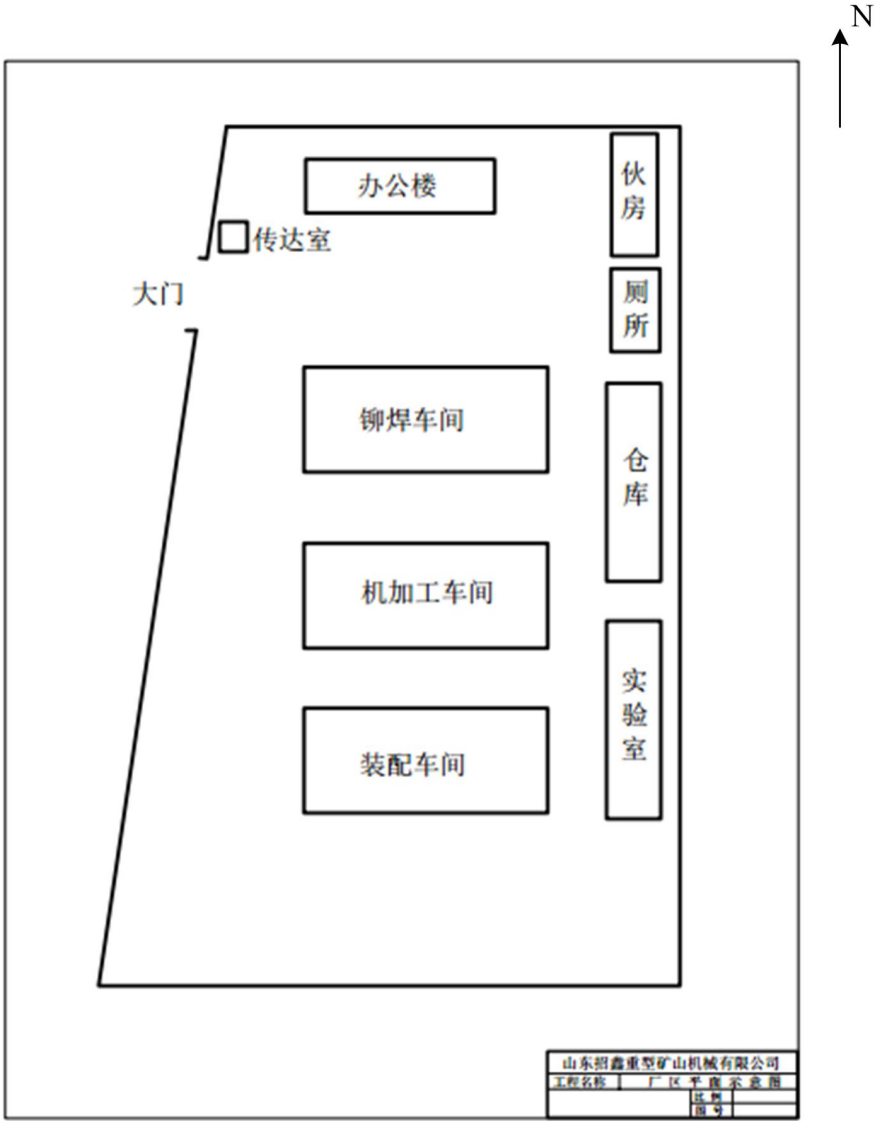 N
办公楼
伙房
传达室
厕所
大门
铆焊车间
仓库
机加工车间
实验室
装配车间
山东招鑫重型矿山机械有限公司
工程名称 厂区平面示意图
比例
图号